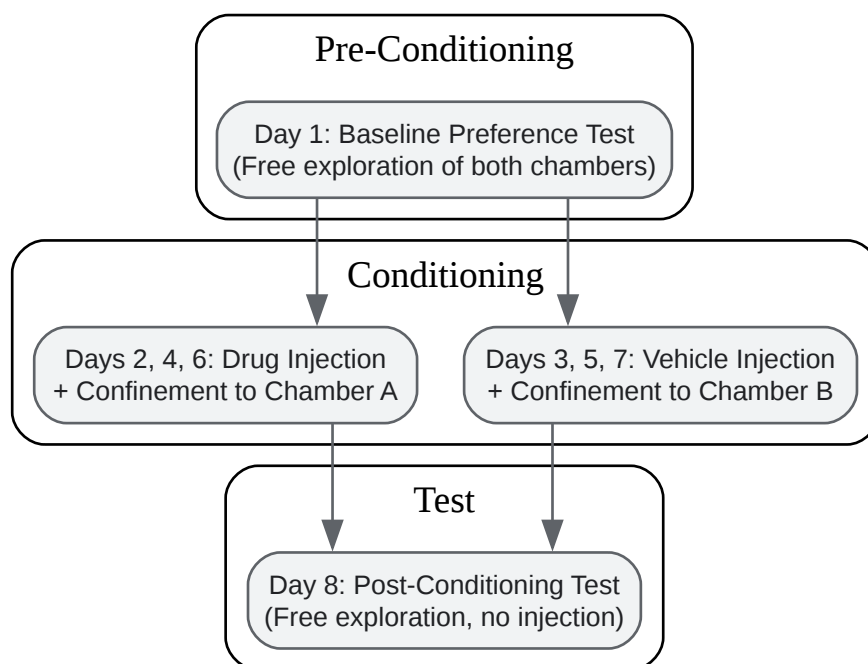 Pre-Conditioning
Day 1: Baseline Preference Test
(Free exploration of both chambers)
Conditioning
Days 2, 4, 6: Drug Injection
+ Confinement to Chamber A
Days 3, 5, 7: Vehicle Injection
+ Confinement to Chamber B
Test
Day 8: Post-Conditioning Test
(Free exploration, no injection)